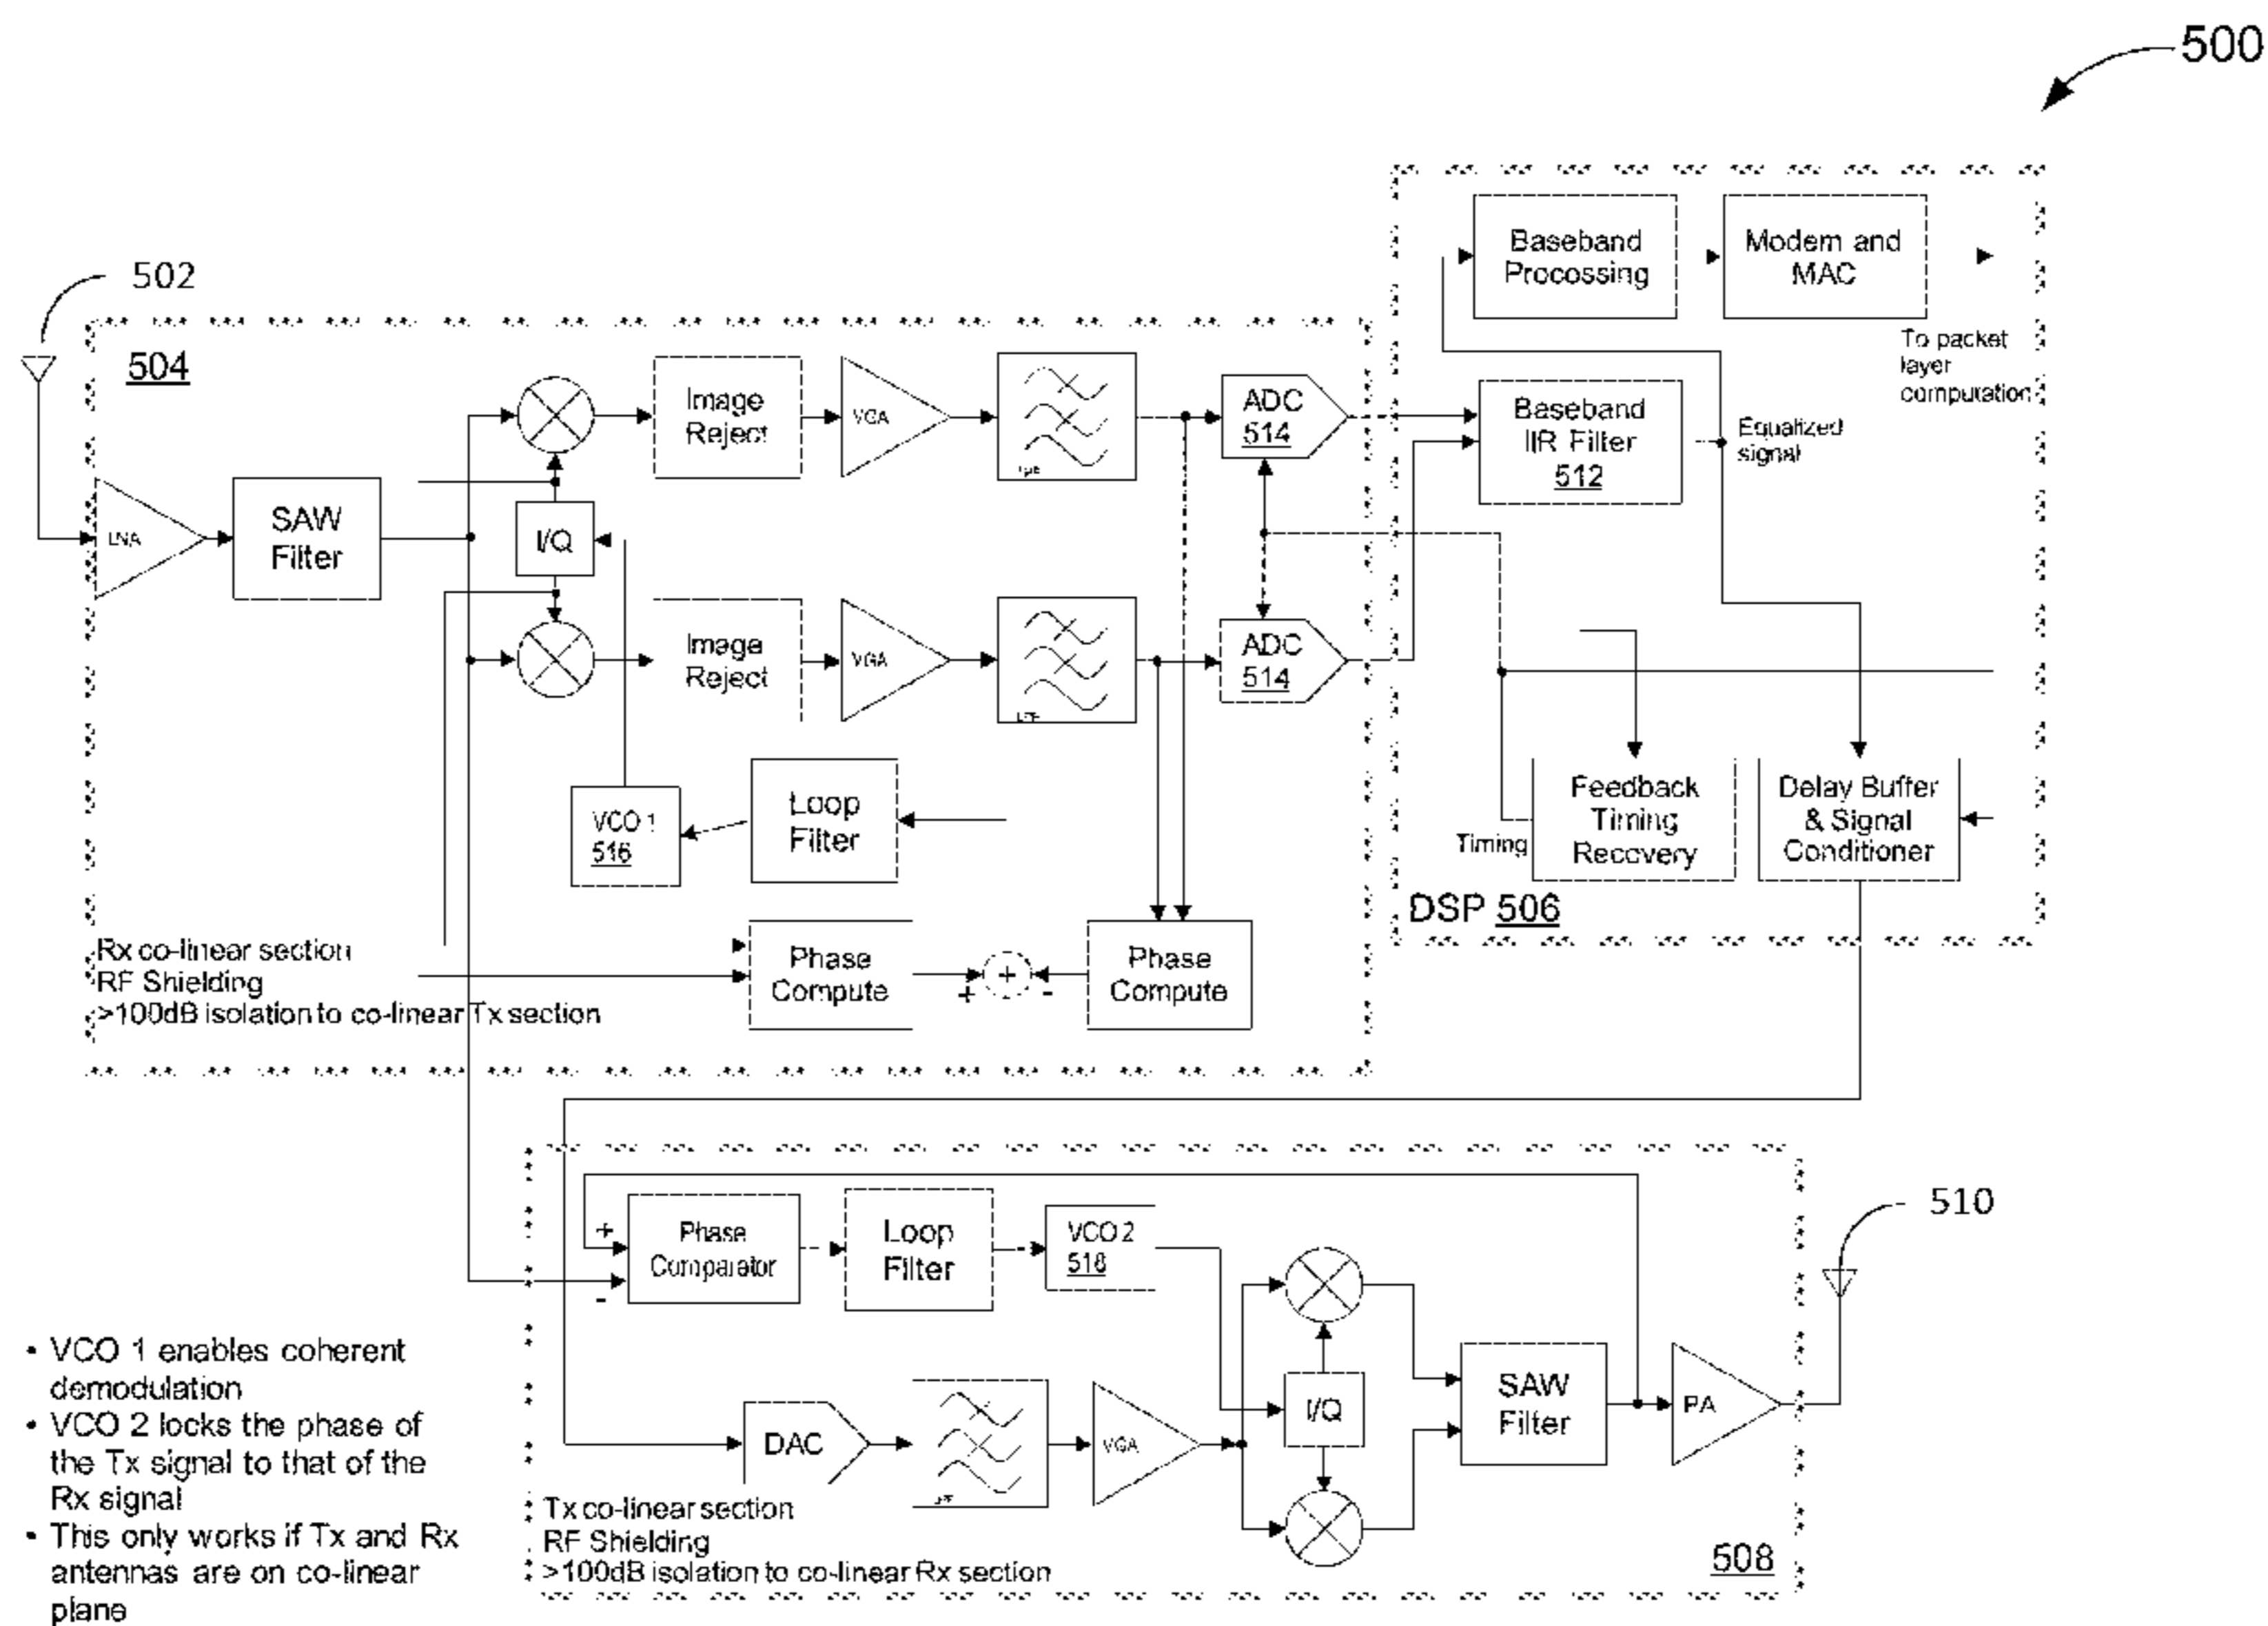 500
502
504
LNA
SAW
Filter
I/Q
Image
Reject
VGA
ADC
514
Image
Reject
VGA
ADC
514
VCO 1
516
Loop
Filter
Phase
Compute
+
+
-
Phase
Compute
Rx co-linear section
RF Shielding
>100dB isolation to co-linear Tx section
Baseband
Processing
Modem and
MAC
To packet
layer
computation
Baseband
IIR Filter
512
Equalized
signal
Timing
Feedback
Timing
Recovery
Delay Buffer
& Signal
Conditioner
DSP 506
+
-
Phase
Comparator
Loop
Filter
VCO 2
518
DAC
VGA
I/Q
SAW
Filter
PA
510
Tx co-linear section
RF Shielding
>100dB isolation to co-linear Rx section
508
• VCO 1 enables coherent
demodulation
• VCO 2 locks the phase of
the Tx signal to that of the
Rx signal
• This only works if Tx and Rx
antennas are on co-linear
plane